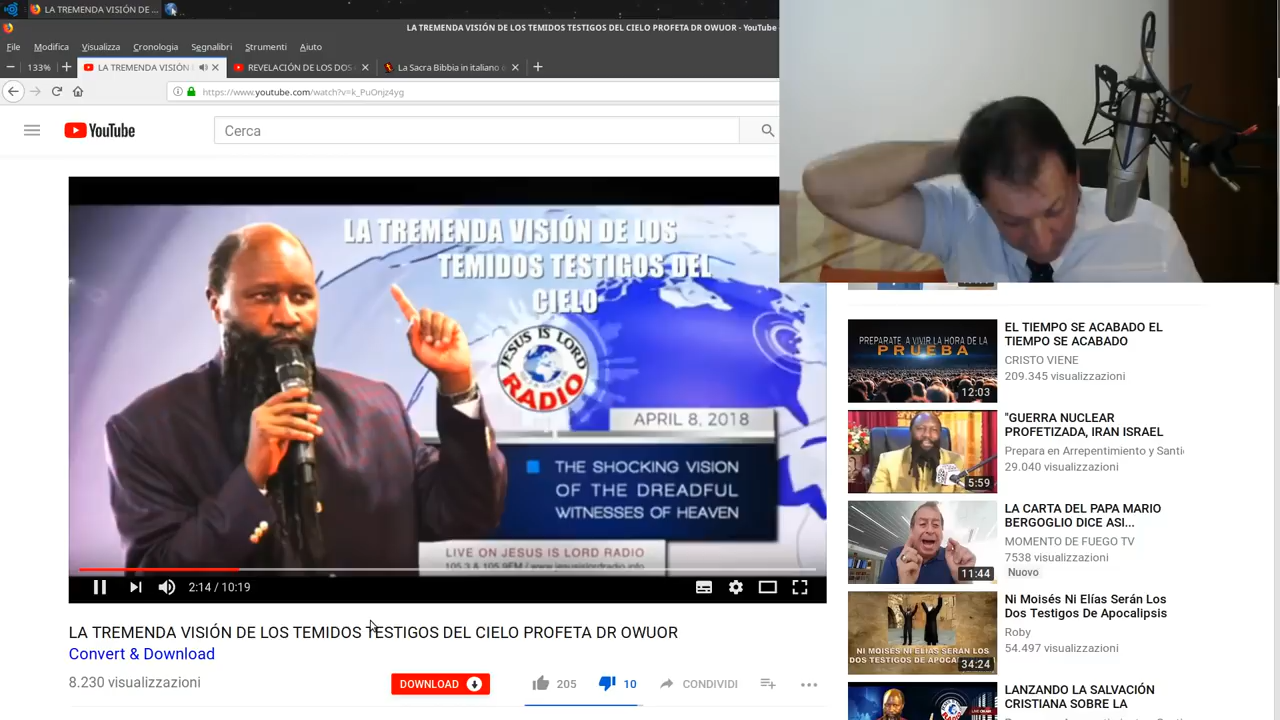 LA TREMENDA VISIÓN DE ...
LA TREMENDA VISIÓN DE LOS TEMIDOS TESTIGOS DEL CIELO PROFETA DR OWUOR - YouTube
File Modifica Visualizza Cronologia Segnalibri Strumenti Aiuto
133% LA TREMENDA VISIÓN REVELACIÓN DE LOS DOS La Sacra Bibbia in italiano
https://www.youtube.com/watch?v=k_PuOnjz4yg
YouTube Cerca
LA TREMENDA VISIÓN DE LOS
TEMIDOS TESTIGOS DEL
CIELO
JESUS IS LORD
RADIO
APRIL 8, 2018
THE SHOCKING VISION
OF THE DREADFUL
WITNESSES OF HEAVEN
LIVE ON JESUS IS LORD RADIO
2:14 / 10:19
LA TREMENDA VISIÓN DE LOS TEMIDOS TESTIGOS DEL CIELO PROFETA DR OWUOR
Convert & Download
8.230 visualizzazioni
DOWNLOAD 205 10 CONDIVIDI
PREPARATE A VIVIR LA HORA DE LA
PRUEBA
12:03
EL TIEMPO SE ACABADO EL
TIEMPO SE ACABADO
CRISTO VIENE
209.345 visualizzazioni
5:59
"GUERRA NUCLEAR
PROFETIZADA, IRAN ISRAEL
Prepara en Arrepentimiento y Santi
29.040 visualizzazioni
11:44
LA CARTA DEL PAPA MARIO
BERGOGLIO DICE ASI...
MOMENTO DE FUEGO TV
7538 visualizzazioni
Nuovo
NI MOISES NI ELIAS SERAN LOS
DOS TESTIGOS DE
34:24
Ni Moisés Ni Elías Serán Los
Dos Testigos De Apocalipsis
Roby
54.497 visualizzazioni
LANZANDO LA SALVACIÓN
CRISTIANA SOBRE LA